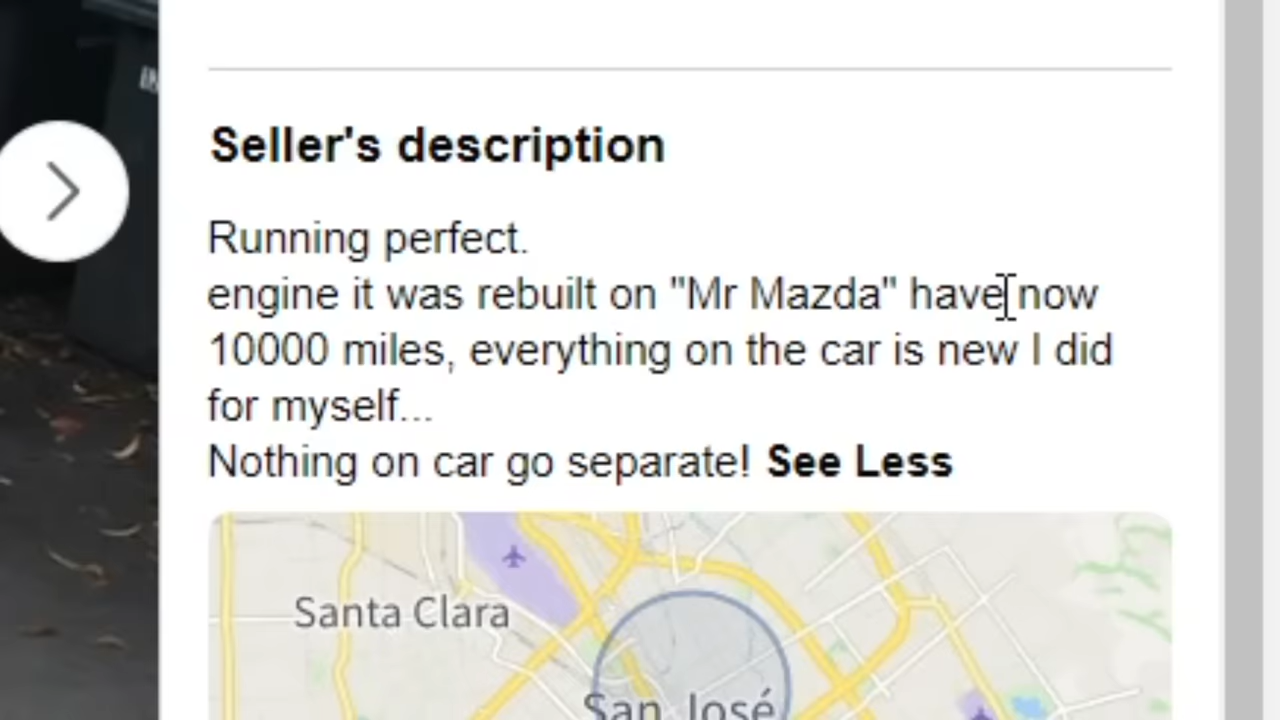 Seller's description
Running perfect.
engine it was rebuilt on "Mr Mazda" have now
10000 miles, everything on the car is new I did
for myself...
Nothing on car go separate! See Less
Santa Clara
San José